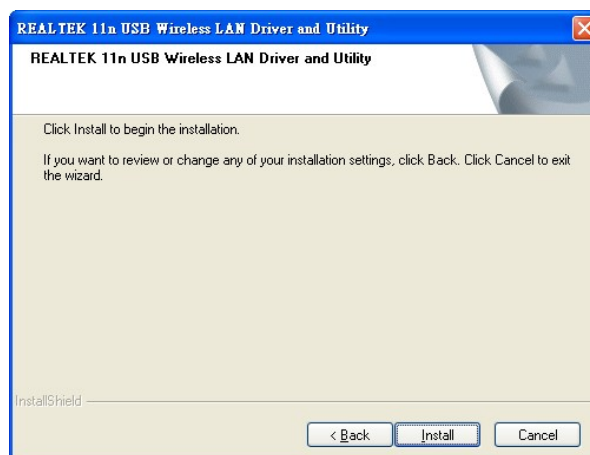 REALTEK 11n USB Wireless LAN Driver and Utility
REALTEK 11n USB Wireless LAN Driver and Utility
Click Install to begin the installation.
If you want to review or change any of your installation settings, click Back. Click Cancel to exit
the wizard.
InstallShield
< Back
Install
Cancel